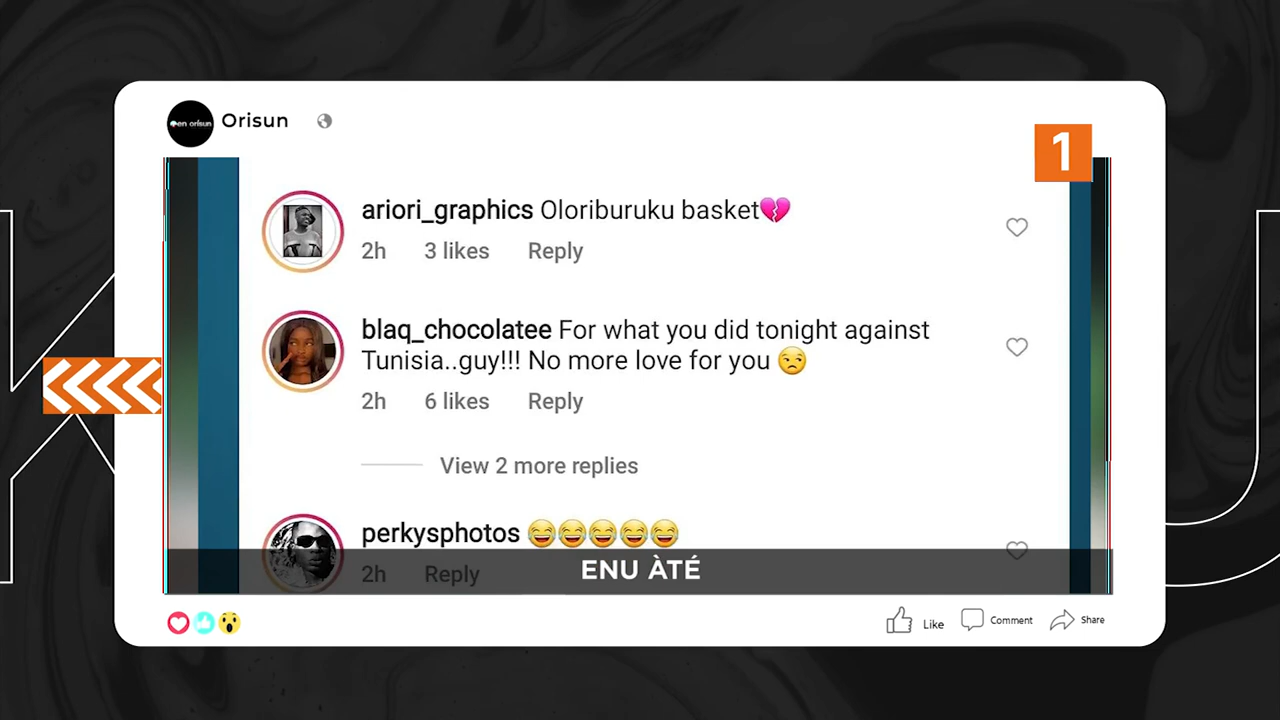 en orisun
Orisun
1
ariori_graphics Oloriburuku basket💔
2h 3 likes Reply
blaq_chocolatee For what you did tonight against
Tunisia..guy!!! No more love for you 😒
2h 6 likes Reply
View 2 more replies
perkysphotos 😂😂😂😂😂
2h Reply
ENU ÀTÉ
Like Comment Share